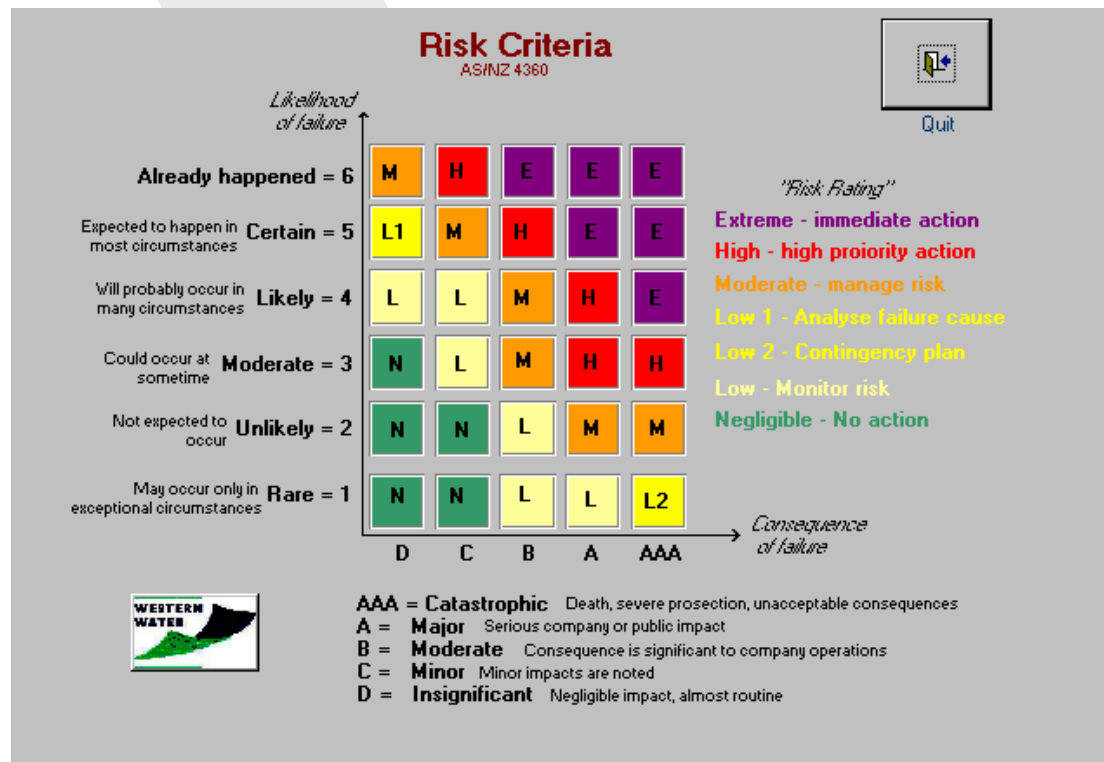 Risk Criteria
AS/NZ 4360
Quit
Likelihood
of failure
Already happened = 6
M H E E E
Expected to happen in
most circumstances
Certain = 5
L1 M H E E
Will probably occur in
many circumstances
Likely = 4
L L M H E
Could occur at
sometime
Moderate = 3
N L M H H
Not expected to
occur
Unlikely = 2
N N L M M
May occur only in
exceptional circumstances
Rare = 1
N N L L L2
D C B A AAA
Consequence
of failure
"Risk Rating"
Extreme - immediate action
High - high proiority action
Moderate - manage risk
Low 1 - Analyse failure cause
Low 2 - Contingency plan
Low - Monitor risk
Negligible - No action
WESTERN
WATER
AAA = Catastrophic Death, severe prosection, unacceptable consequences
A = Major Serious company or public impact
B = Moderate Consequence is significant to company operations
C = Minor Minor impacts are noted
D = Insignificant Negligible impact, almost routine